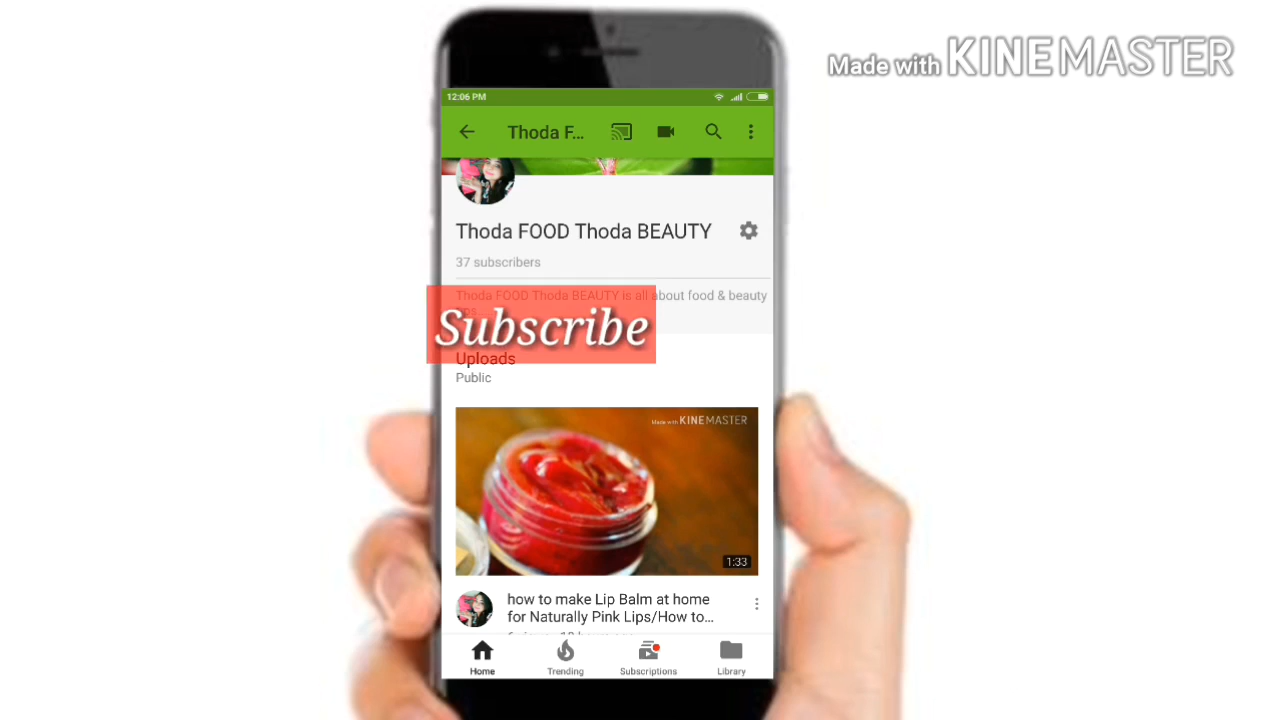 Made with KINEMASTER
12:06 PM
Thoda F...
Thoda FOOD Thoda BEAUTY
37 subscribers
Thoda FOOD Thoda BEAUTY is all about food & beauty
Subscribe
Uploads
Public
Made with KINEMASTER
1:33
how to make Lip Balm at home
for Naturally Pink Lips/How to...
Home Trending Subscriptions Library